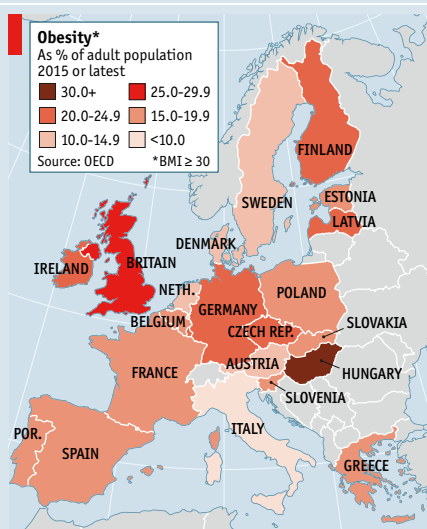 Obesity*
As % of adult population
2015 or latest
30.0+ 25.0-29.9
20.0-24.9 15.0-19.9
10.0-14.9 <10.0
Source: OECD *BMI ≥ 30
FINLAND
SWEDEN
ESTONIA
LATVIA
DENMARK
IRELAND
BRITAIN
NETH.
POLAND
GERMANY
BELGIUM
SLOVAKIA
CZECH REP.
AUSTRIA
FRANCE
HUNGARY
SLOVENIA
ITALY
POR.
SPAIN
GREECE